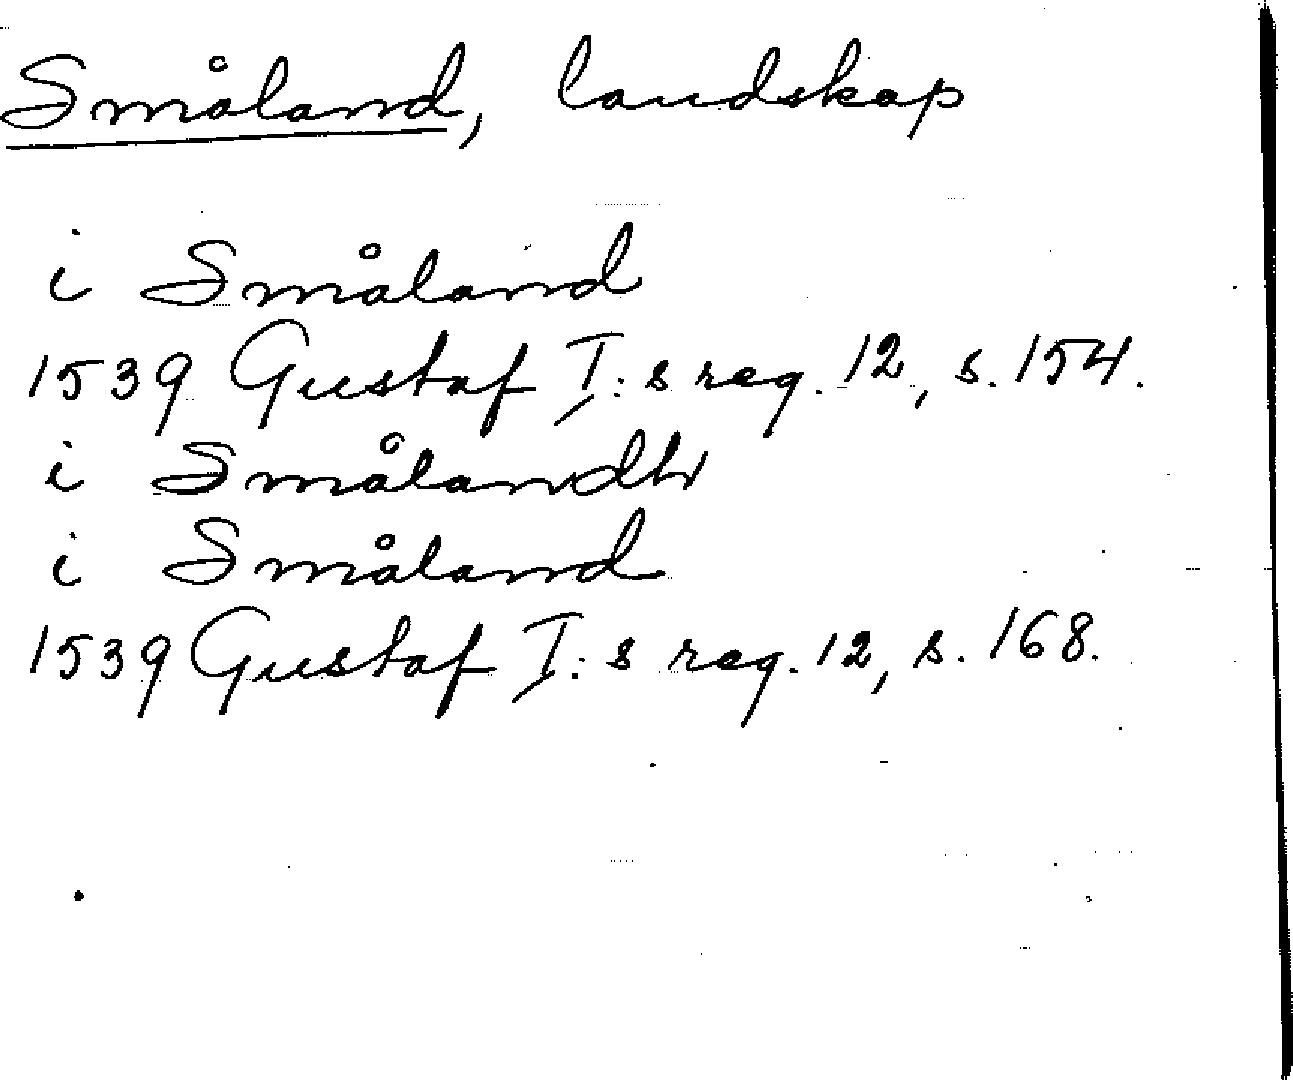 Småland, landskap
i Småland
1539 Gustaf I:s reg. 12, s. 154.
i Smålandh
i Småland
1539 Gustaf I:s reg. 12, s. 168.